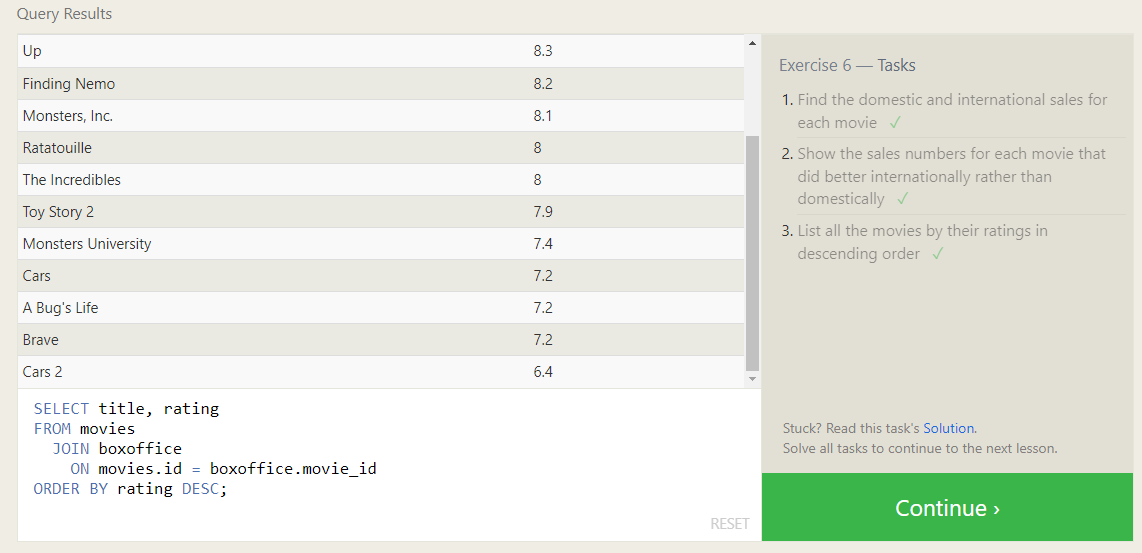 Query Results
Up 8.3
Finding Nemo 8.2
Monsters, Inc. 8.1
Ratatouille 8
The Incredibles 8
Toy Story 2 7.9
Monsters University 7.4
Cars 7.2
A Bug's Life 7.2
Brave 7.2
Cars 2 6.4
SELECT title, rating
FROM movies
JOIN boxoffice
ON movies.id = boxoffice.movie_id
ORDER BY rating DESC;
RESET
Exercise 6 — Tasks
1. Find the domestic and international sales for
each movie ✓
2. Show the sales numbers for each movie that
did better internationally rather than
domestically ✓
3. List all the movies by their ratings in
descending order ✓
Stuck? Read this task's Solution.
Solve all tasks to continue to the next lesson.
Continue ›